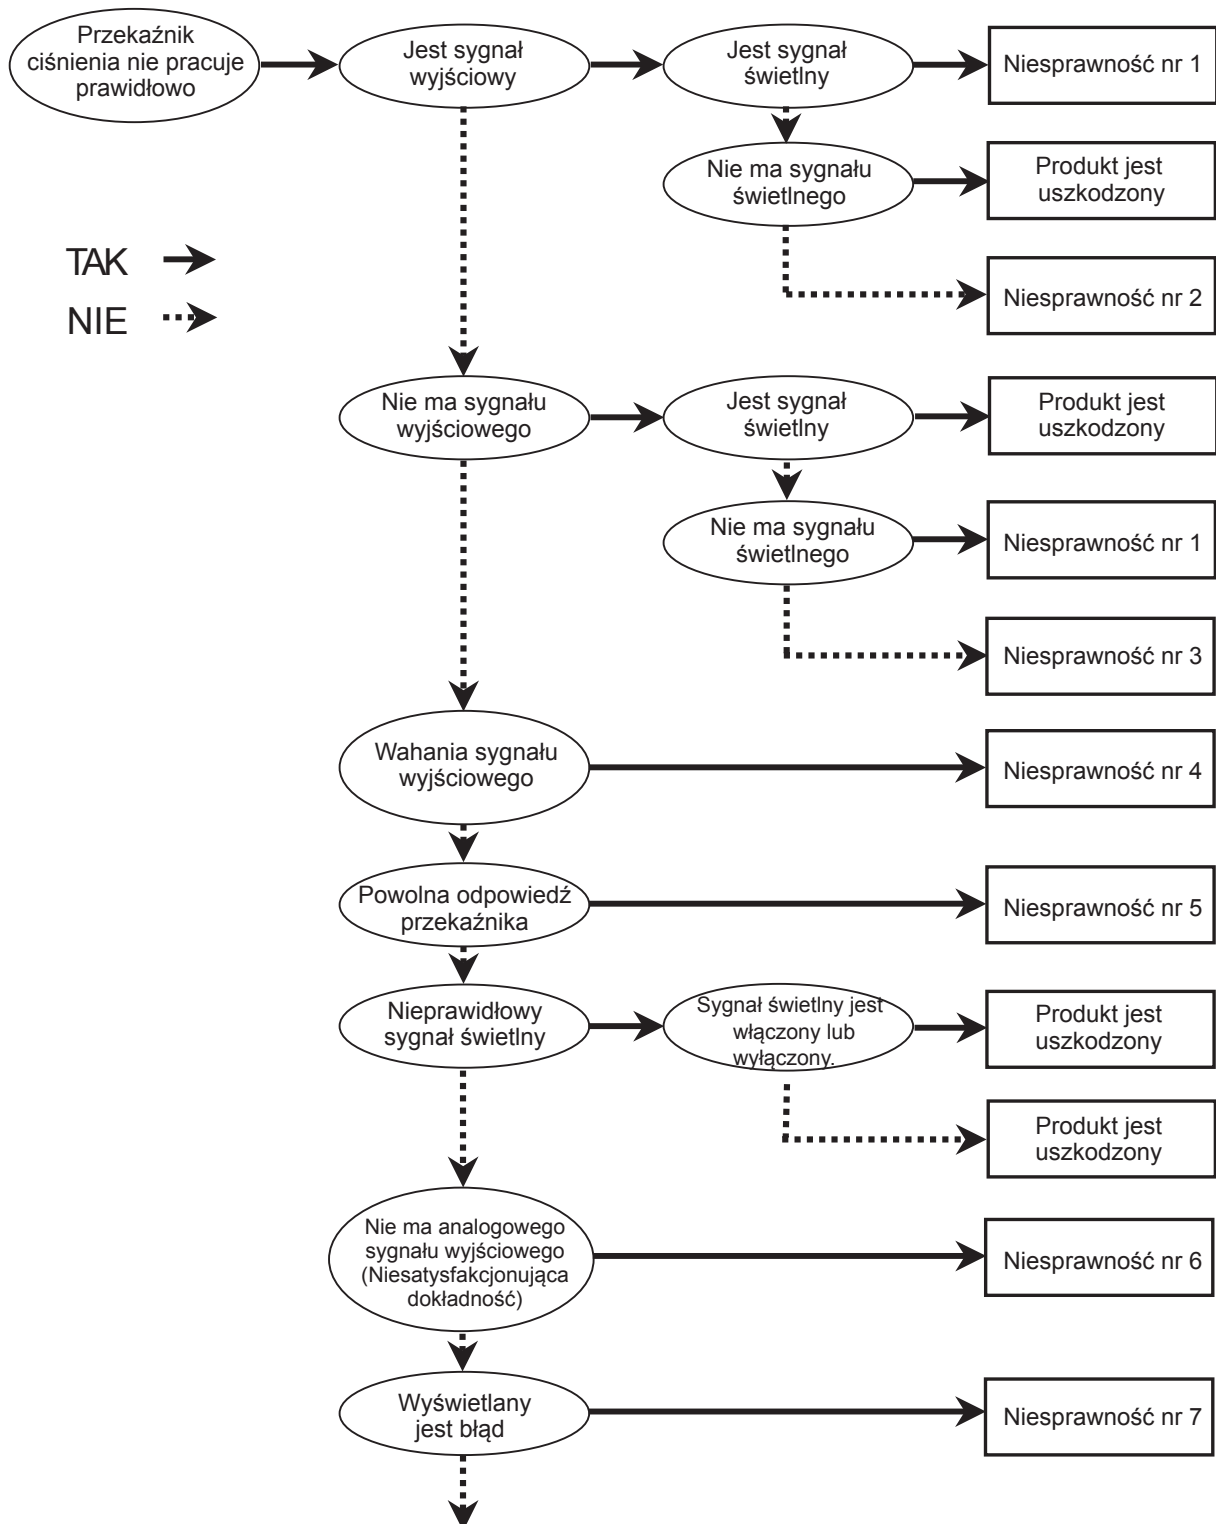 Przekaźnik
ciśnienia nie pracuje
prawidłowo
Jest sygnał
wyjściowy
Jest sygnał
świetlny
Niesprawność nr 1
Nie ma sygnału
świetlnego
Produkt jest
uszkodzony
TAK
NIE
Niesprawność nr 2
Nie ma sygnału
wyjściowego
Jest sygnał
świetlny
Produkt jest
uszkodzony
Nie ma sygnału
świetlnego
Niesprawność nr 1
Niesprawność nr 3
Wahania sygnału
wyjściowego
Niesprawność nr 4
Powolna odpowiedź
przekaźnika
Niesprawność nr 5
Nieprawidłowy
sygnał świetlny
Sygnał świetlny jest
włączony lub
wyłączony.
Produkt jest
uszkodzony
Produkt jest
uszkodzony
Nie ma analogowego
sygnału wyjściowego
(Niesatysfakcjonująca
dokładność)
Niesprawność nr 6
Wyświetlany
jest błąd
Niesprawność nr 7